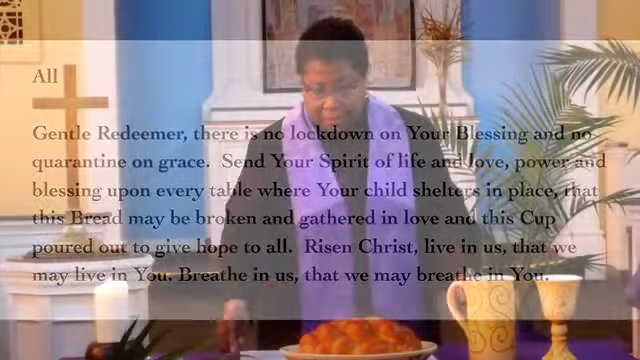 All
Gentle Redeemer, there is no lockdown on Your Blessing and no
quarantine on grace. Send Your Spirit of life and love, power and
blessing upon every table where Your child shelters in place, that
this Bread may be broken and gathered in love and this Cup
poured out to give hope to all. Risen Christ, live in us, that we
may live in You. Breathe in us, that we may breathe in You.